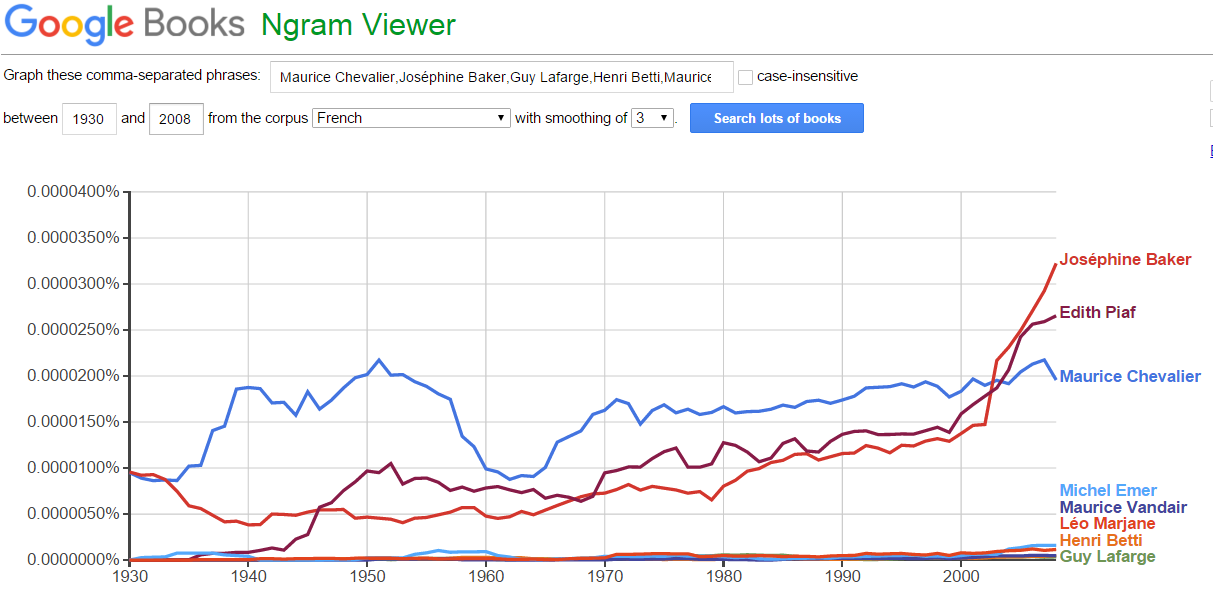 Google Books Ngram Viewer
Graph these comma-separated phrases: Maurice Chevalier,Joséphine Baker,Guy Lafarge,Henri Betti,Maurice case-insensitive
between 1930 and 2008 from the corpus French with smoothing of 3 . Search lots of books
0.0000400%
0.0000350%
0.0000300%
0.0000250%
0.0000200%
0.0000150%
0.0000100%
0.0000050%
0.0000000%
1930 1940 1950 1960 1970 1980 1990 2000
Joséphine Baker
Edith Piaf
Maurice Chevalier
Michel Emer
Maurice Vandair
Léo Marjane
Henri Betti
Guy Lafarge